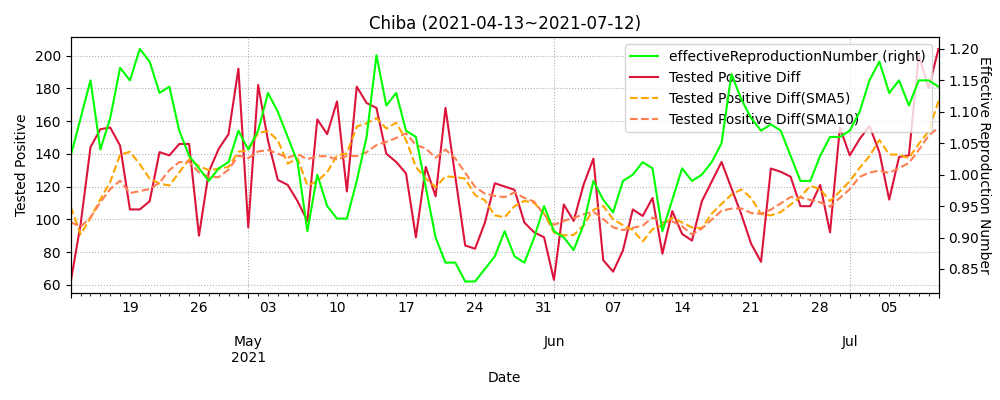 Chiba (2021-04-13~2021-07-12)
effectiveReproductionNumber (right)
Tested Positive Diff
Tested Positive Diff(SMA5)
Tested Positive Diff(SMA10)
Tested Positive
200
180
160
140
120
100
80
60
1.20
1.15
1.10
1.05
1.00
0.95
0.90
0.85
Effective Reproduction Number
19 26 03 10 17 24 31 07 14 21 28 05
May Jun Jul
2021
Date